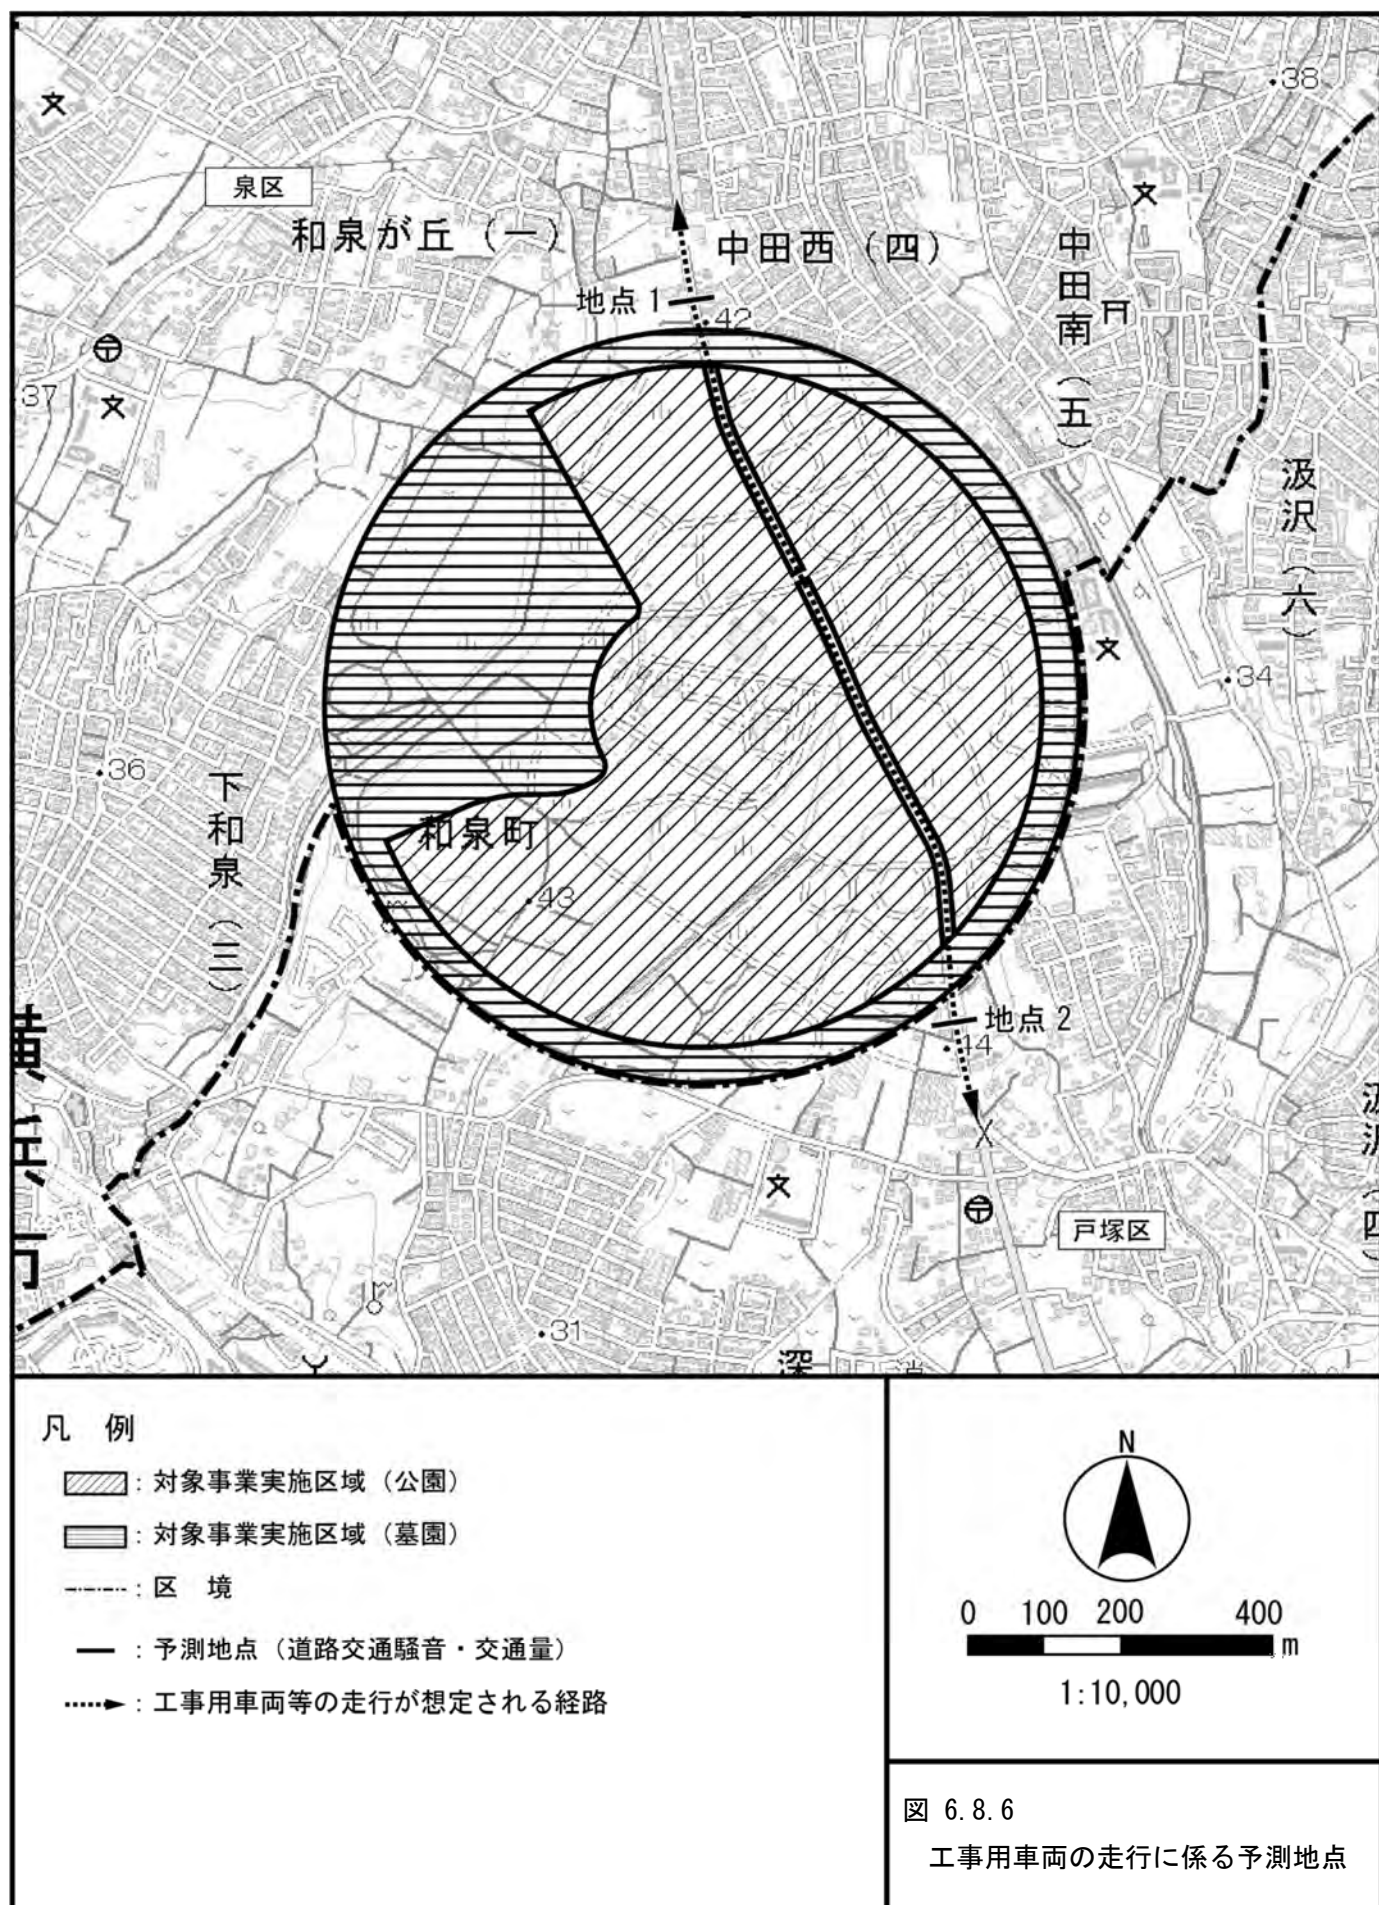 38
泉区
和泉が丘（一）
中田西（四）
中田南（五）
地点 1
42
37
汲沢（六）
34
36
下和泉（三）
和泉町
43
地点 2
44
戸塚区
31
深
凡 例
：対象事業実施区域（公園）
：対象事業実施区域（墓園）
：区 境
：予測地点（道路交通騒音・交通量）
：工事用車両等の走行が想定される経路
N
0 100 200 400
m
1:10,000
図 6.8.6
工事用車両の走行に係る予測地点